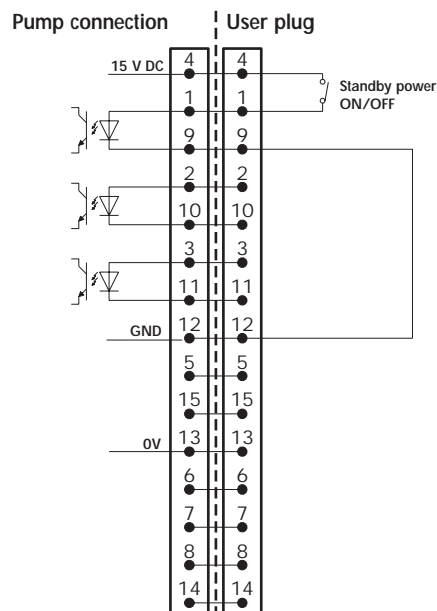 Pump connection User plug
15 V DC 4 4
Standby power
ON/OFF
1 1
9 9
2 2
10 10
3 3
11 11
GND 12 12
5 5
15 15
0V 13 13
6 6
7 7
8 8
14 14